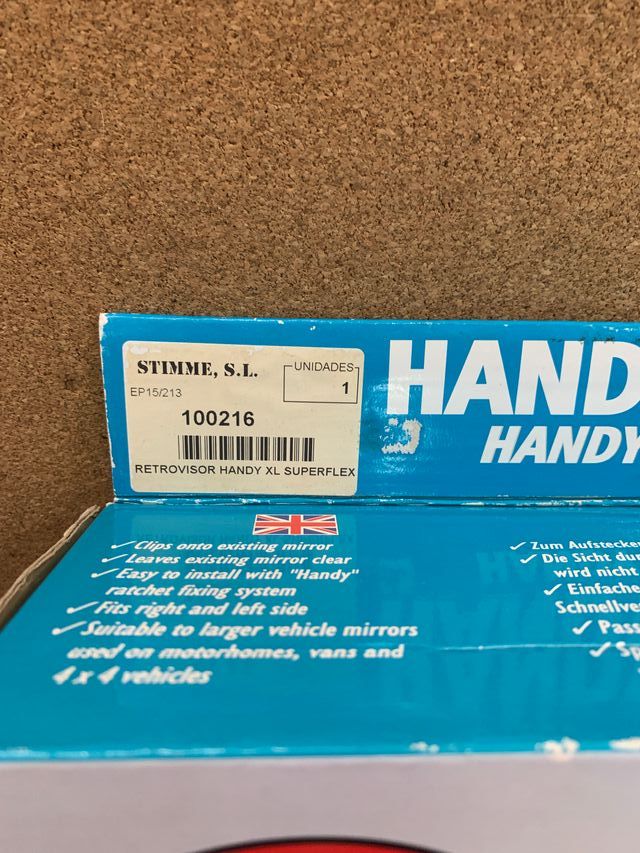 STIMME, S.L.
UNIDADES
1
EP15/213
100216
RETROVISOR HANDY XL SUPERFLEX
HAND
HANDY
✓Clips onto existing mirror
✓Leaves existing mirror clear
✓Easy to install with "Handy"
ratchet fixing system
✓Fits right and left side
✓Suitable to larger vehicle mirrors
used on motorhomes, vans and
4 x 4 vehicles
✓Zum Aufstecke
✓Die Sicht du
wird nicht
✓Einfache
Schnellve
✓Pass
✓Sp